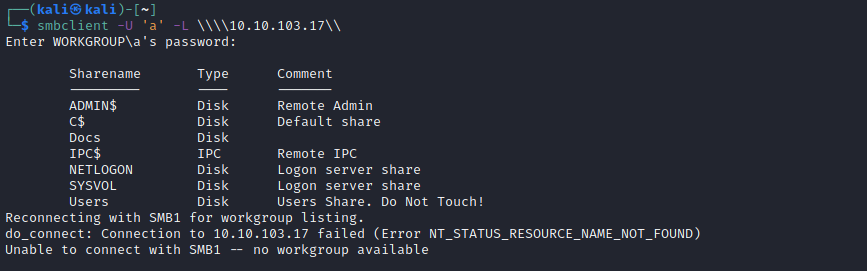 ┌──(kali㉿kali)-[~]
└─$ smbclient -U 'a' -L \\\\10.10.103.17\\
Enter WORKGROUP\a's password:
Sharename Type Comment
--------- ---- -------
ADMIN$ Disk Remote Admin
C$ Disk Default share
Docs Disk
IPC$ IPC Remote IPC
NETLOGON Disk Logon server share
SYSVOL Disk Logon server share
Users Disk Users Share. Do Not Touch!
Reconnecting with SMB1 for workgroup listing.
do_connect: Connection to 10.10.103.17 failed (Error NT_STATUS_RESOURCE_NAME_NOT_FOUND)
Unable to connect with SMB1 -- no workgroup available